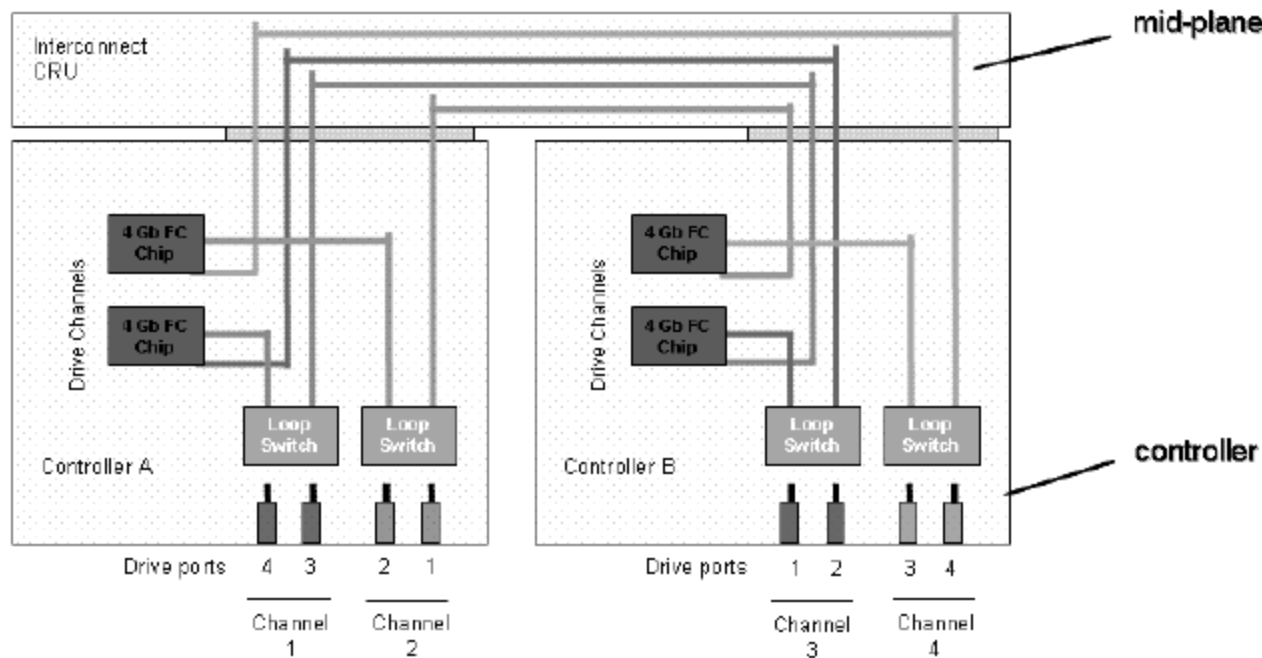 mid-plane
Interconnect
CRU
4 Gb FC
Chip
4 Gb FC
Chip
Drive Channels
Loop
Switch
Loop
Switch
Controller A
4 Gb FC
Chip
4 Gb FC
Chip
Drive Channels
Loop
Switch
Loop
Switch
Controller B
controller
Drive ports 4 3 2 1
Drive ports 1 2 3 4
Channel
1
Channel
2
Channel
3
Channel
4